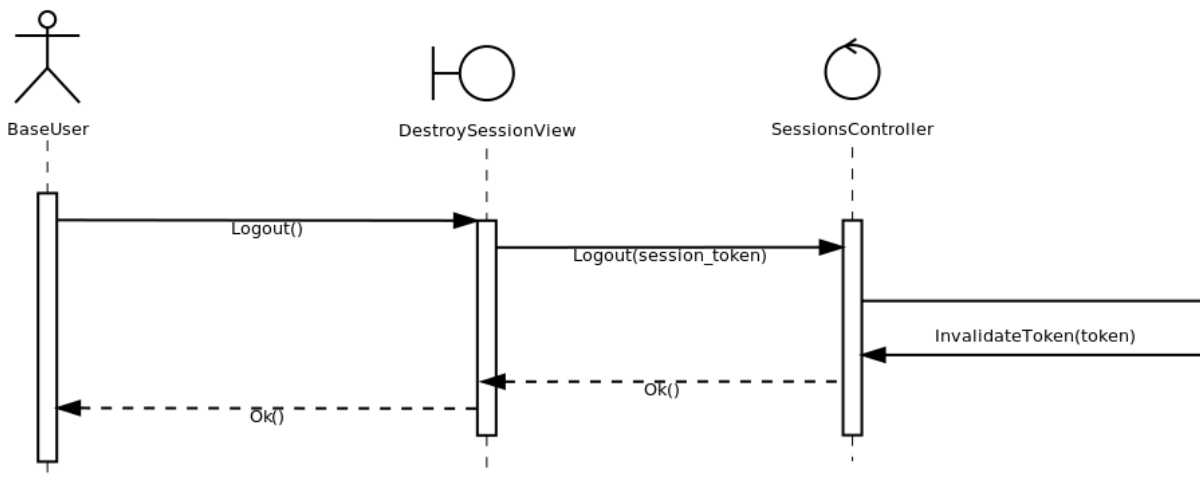 BaseUser
DestroySessionView
SessionsController
Logout()
Logout(session_token)
InvalidateToken(token)
Ok()
Ok()